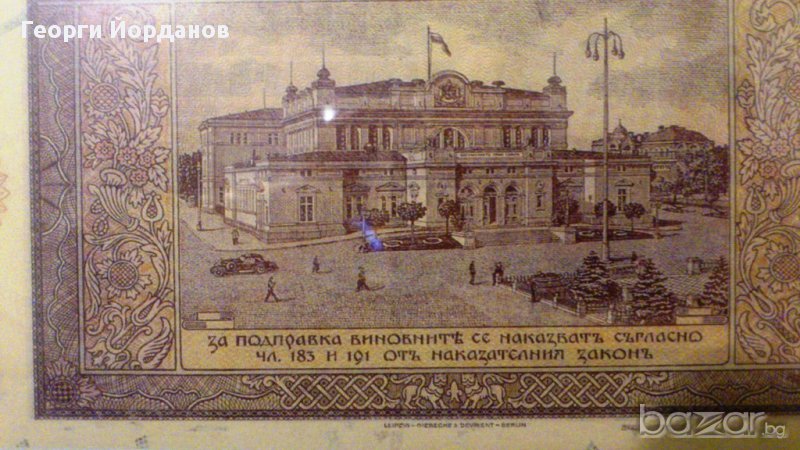 Георги Йорданов
ЗА ПОДПРАВКА ВИНОВНИТѢ СЕ НАКАЗВАТЪ СЪГЛАСНО
ЧЛ. 183 И 191 ОТЪ НАКАЗАТЕЛНИЯ ЗАКОНЪ
LEIPZIG – GIESECKE & DEVRIENT – BERLIN
bazar.bg